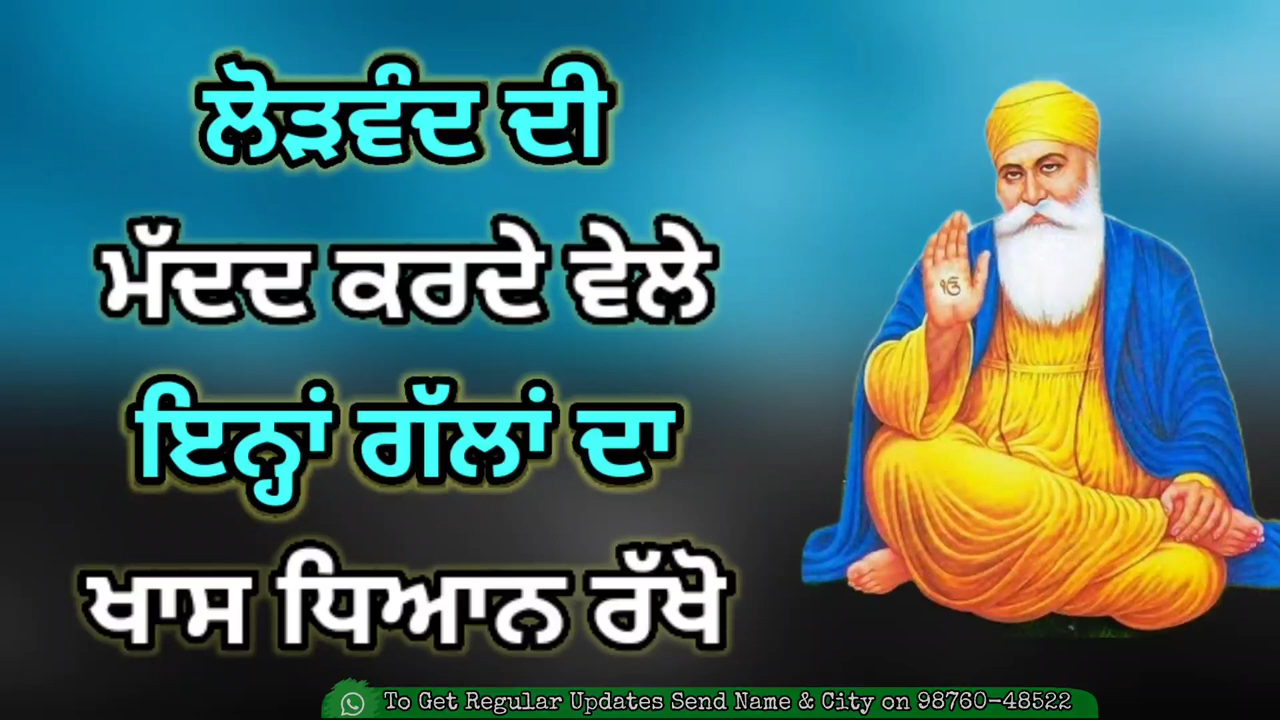 ਲੋੜਵੰਦ ਦੀ
ਮੱਦਦ ਕਰਦੇ ਵੇਲੇ
ਇਨ੍ਹਾਂ ਗੱਲਾਂ ਦਾ
ਖਾਸ ਧਿਆਨ ਰੱਖੋ
ੴ
To Get Regular Updates Send Name & City on 98760-48522